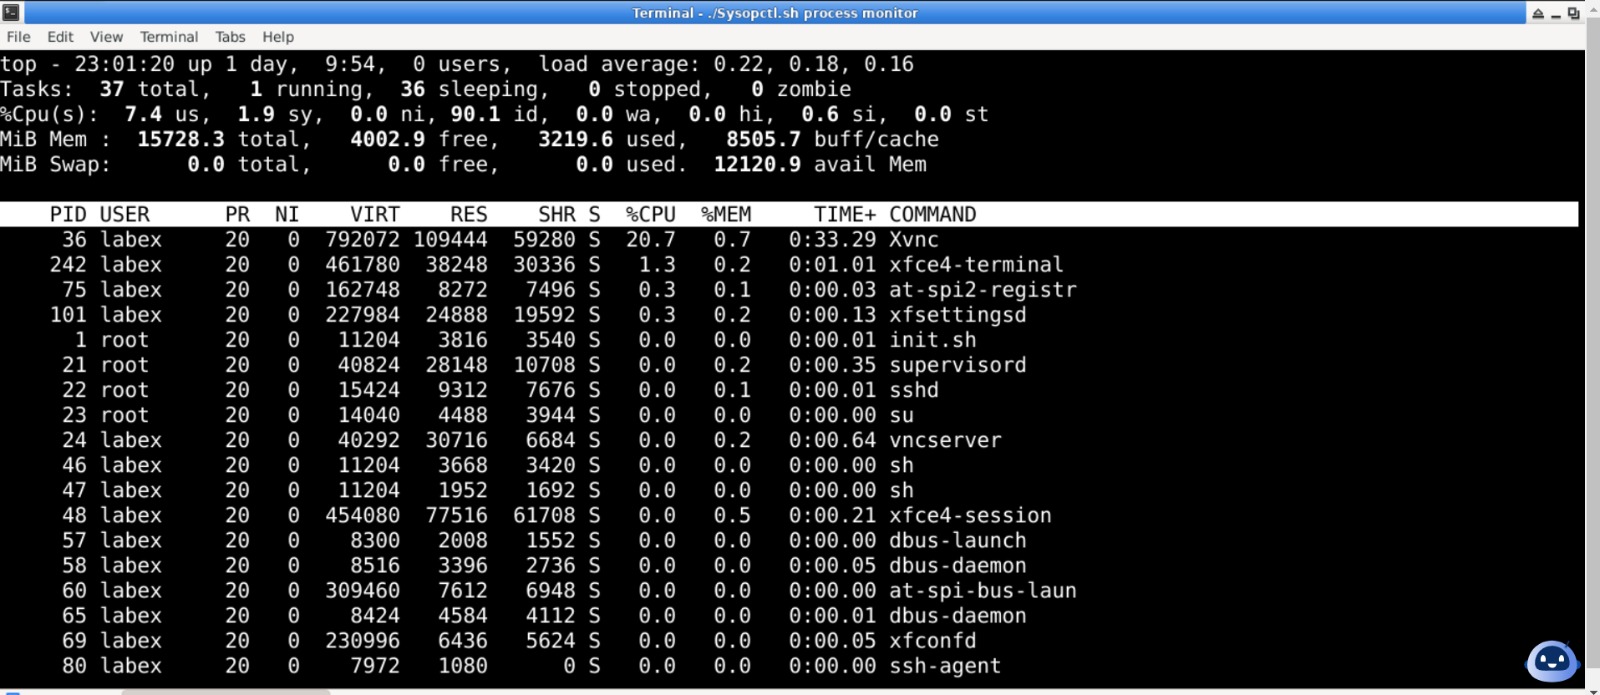 Terminal - ./Sysopctl.sh process monitor
File Edit View Terminal Tabs Help
top - 23:01:20 up 1 day,  9:54,  0 users,  load average: 0.22, 0.18, 0.16
Tasks:  37 total,   1 running,  36 sleeping,   0 stopped,   0 zombie
%Cpu(s):  7.4 us,  1.9 sy,  0.0 ni, 90.1 id,  0.0 wa,  0.0 hi,  0.6 si,  0.0 st
MiB Mem :  15728.3 total,   4002.9 free,   3219.6 used,   8505.7 buff/cache
MiB Swap:      0.0 total,      0.0 free,      0.0 used.  12120.9 avail Mem
    PID USER      PR  NI    VIRT    RES    SHR S  %CPU  %MEM     TIME+ COMMAND
     36 labex     20   0  792072 109444  59280 S  20.7   0.7   0:33.29 Xvnc
    242 labex     20   0  461780  38248  30336 S   1.3   0.2   0:01.01 xfce4-terminal
     75 labex     20   0  162748   8272   7496 S   0.3   0.1   0:00.03 at-spi2-registr
    101 labex     20   0  227984  24888  19592 S   0.3   0.2   0:00.13 xfsettingsd
      1 root      20   0   11204   3816   3540 S   0.0   0.0   0:00.01 init.sh
     21 root      20   0   40824  28148  10708 S   0.0   0.2   0:00.35 supervisord
     22 root      20   0   15424   9312   7676 S   0.0   0.1   0:00.01 sshd
     23 root      20   0   14040   4488   3944 S   0.0   0.0   0:00.00 su
     24 labex     20   0   40292  30716   6684 S   0.0   0.2   0:00.64 vncserver
     46 labex     20   0   11204   3668   3420 S   0.0   0.0   0:00.00 sh
     47 labex     20   0   11204   1952   1692 S   0.0   0.0   0:00.00 sh
     48 labex     20   0  454080  77516  61708 S   0.0   0.5   0:00.21 xfce4-session
     57 labex     20   0    8300   2008   1552 S   0.0   0.0   0:00.00 dbus-launch
     58 labex     20   0    8516   3396   2736 S   0.0   0.0   0:00.05 dbus-daemon
     60 labex     20   0  309460   7612   6948 S   0.0   0.0   0:00.00 at-spi-bus-laun
     65 labex     20   0    8424   4584   4112 S   0.0   0.0   0:00.01 dbus-daemon
     69 labex     20   0  230996   6436   5624 S   0.0   0.0   0:00.05 xfconfd
     80 labex     20   0    7972   1080      0 S   0.0   0.0   0:00.00 ssh-agent